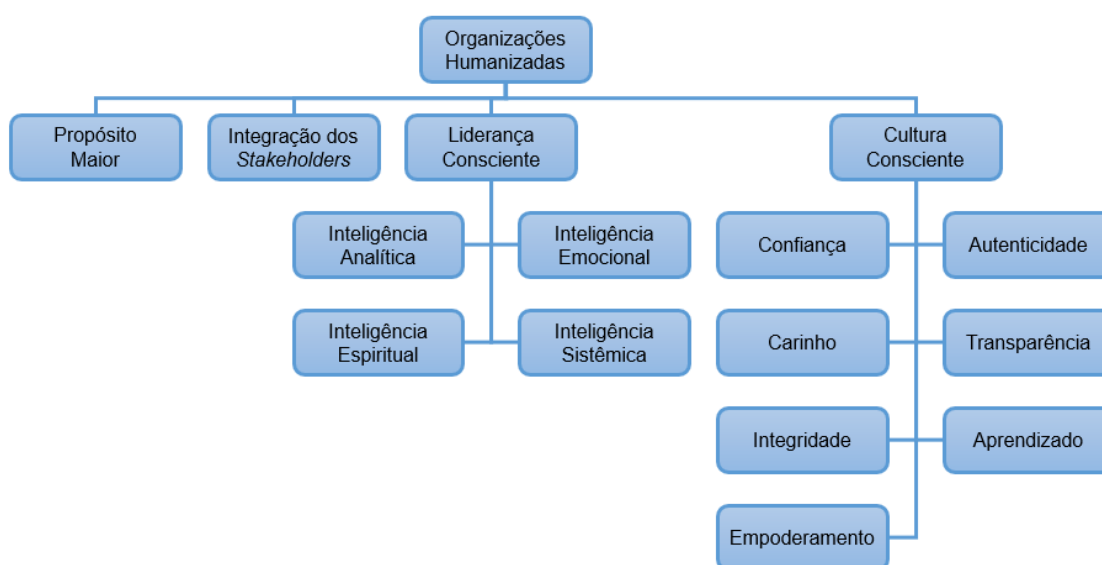 Organizações
Humanizadas
Propósito
Maior
Integração dos
Stakeholders
Liderança
Consciente
Cultura
Consciente
Inteligência
Analítica
Inteligência
Emocional
Confiança
Autenticidade
Inteligência
Espiritual
Inteligência
Sistêmica
Carinho
Transparência
Integridade
Aprendizado
Empoderamento